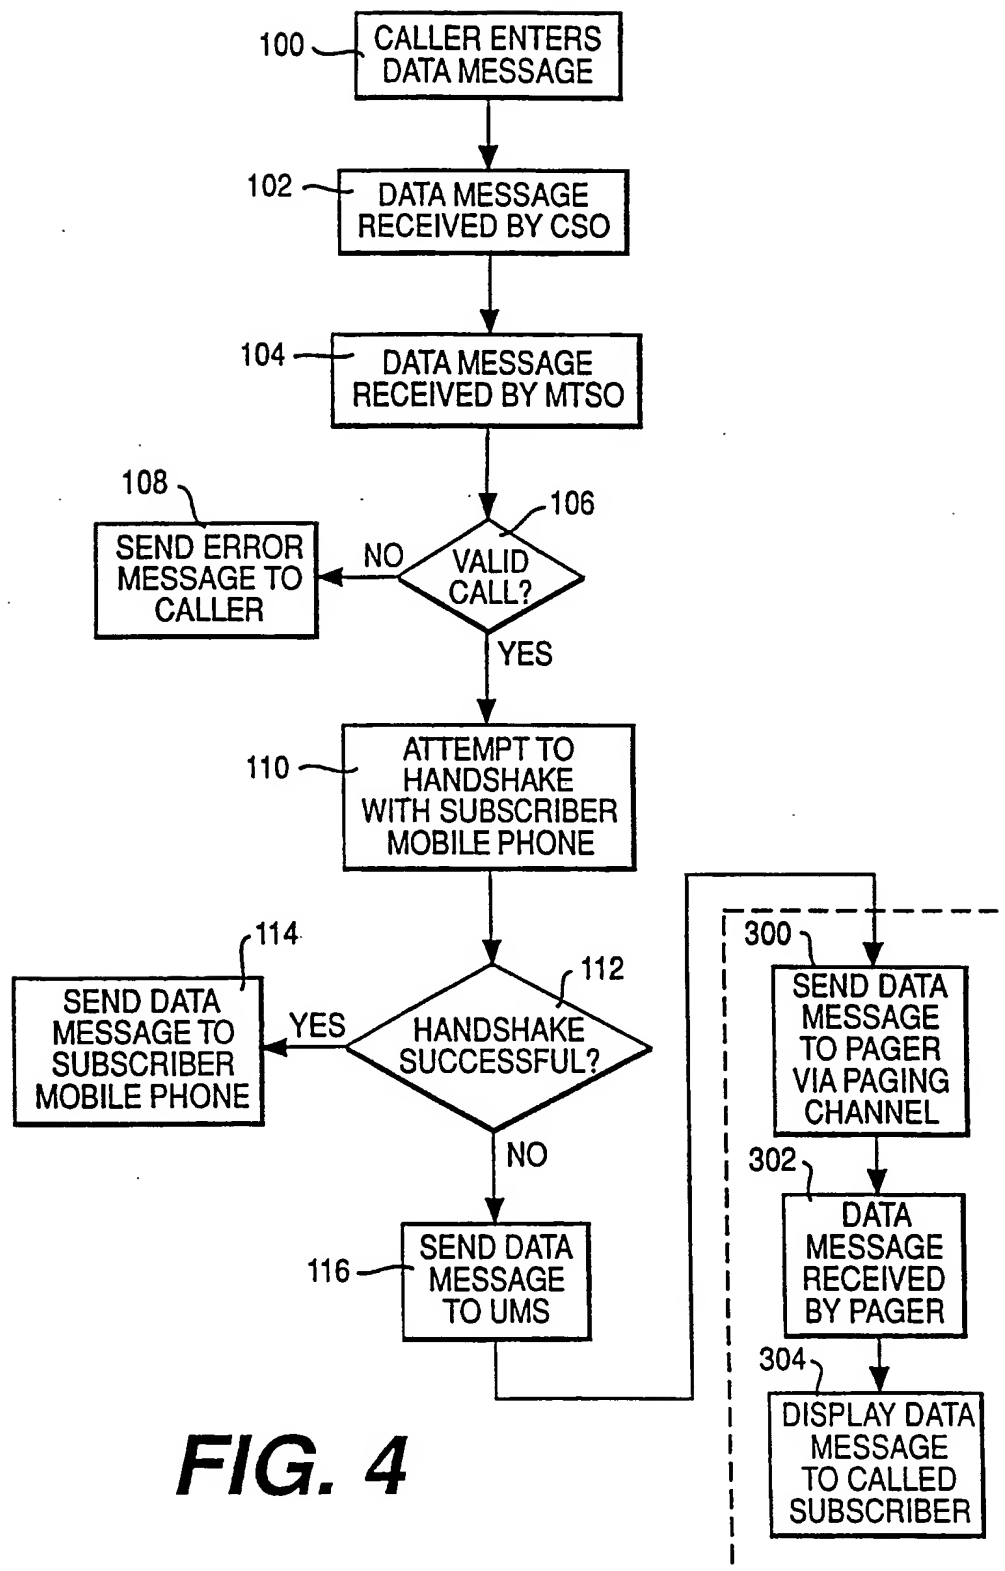 100
CALLER ENTERS
DATA MESSAGE
102
DATA MESSAGE
RECEIVED BY CSO
104
DATA MESSAGE
RECEIVED BY MTSO
106
VALID
CALL?
NO
108
SEND ERROR
MESSAGE TO
CALLER
YES
110
ATTEMPT TO
HANDSHAKE
WITH SUBSCRIBER
MOBILE PHONE
112
HANDSHAKE
SUCCESSFUL?
YES
114
SEND DATA
MESSAGE TO
SUBSCRIBER
MOBILE PHONE
NO
116
SEND DATA
MESSAGE
TO UMS
300
SEND DATA
MESSAGE
TO PAGER
VIA PAGING
CHANNEL
302
DATA
MESSAGE
RECEIVED
BY PAGER
304
DISPLAY DATA
MESSAGE
TO CALLED
SUBSCRIBER
FIG. 4